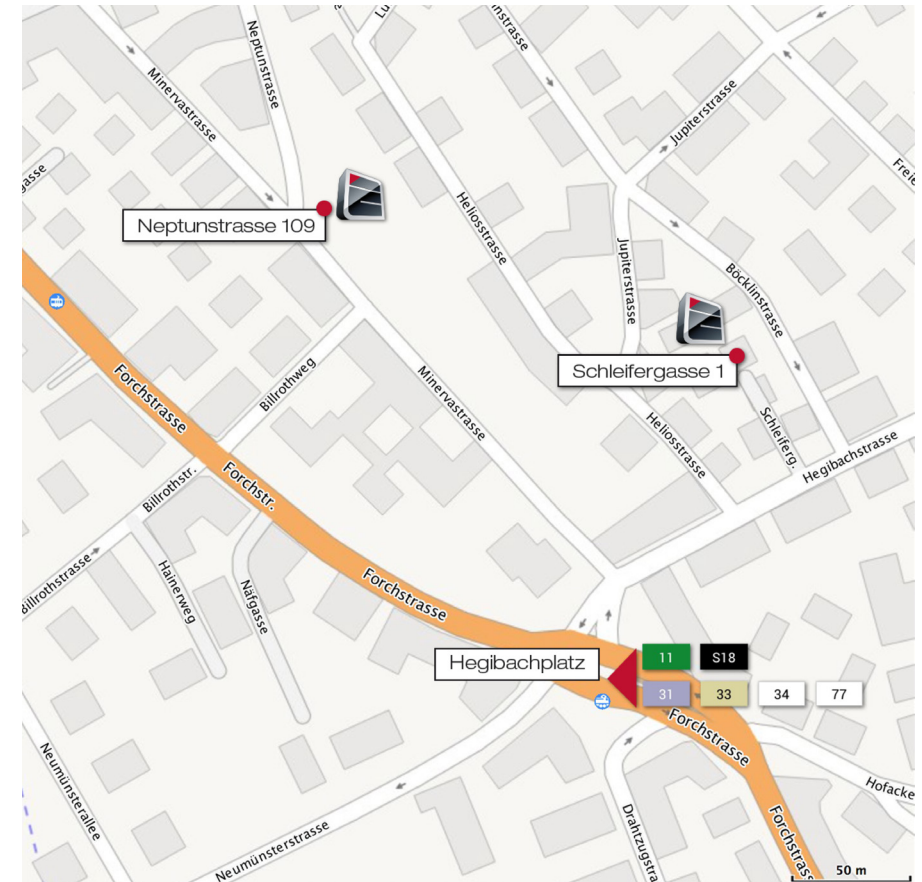 Lu
nstrasse
Neptunstrasse
Minervastrasse
Jupiterstrasse
Freie
gasse
Neptunstrasse 109
Heliosstrasse
Jupiterstrasse
Böcklinstrasse
Forchstrasse
Billrothweg
Minervastrasse
Schleifergasse 1
Heliosstrasse
Schleiferg.
Hegibachstrasse
Billrothstr.
Forchstr.
Billrothstrasse
Hainerweg
Näfgasse
Forchstrasse
Hegibachplatz
11
S18
31
33
34
77
Forchstrasse
Neumünsterallee
Neumünsterstrasse
Drahtzugstra
Hofacke
Forchstrass
50 m